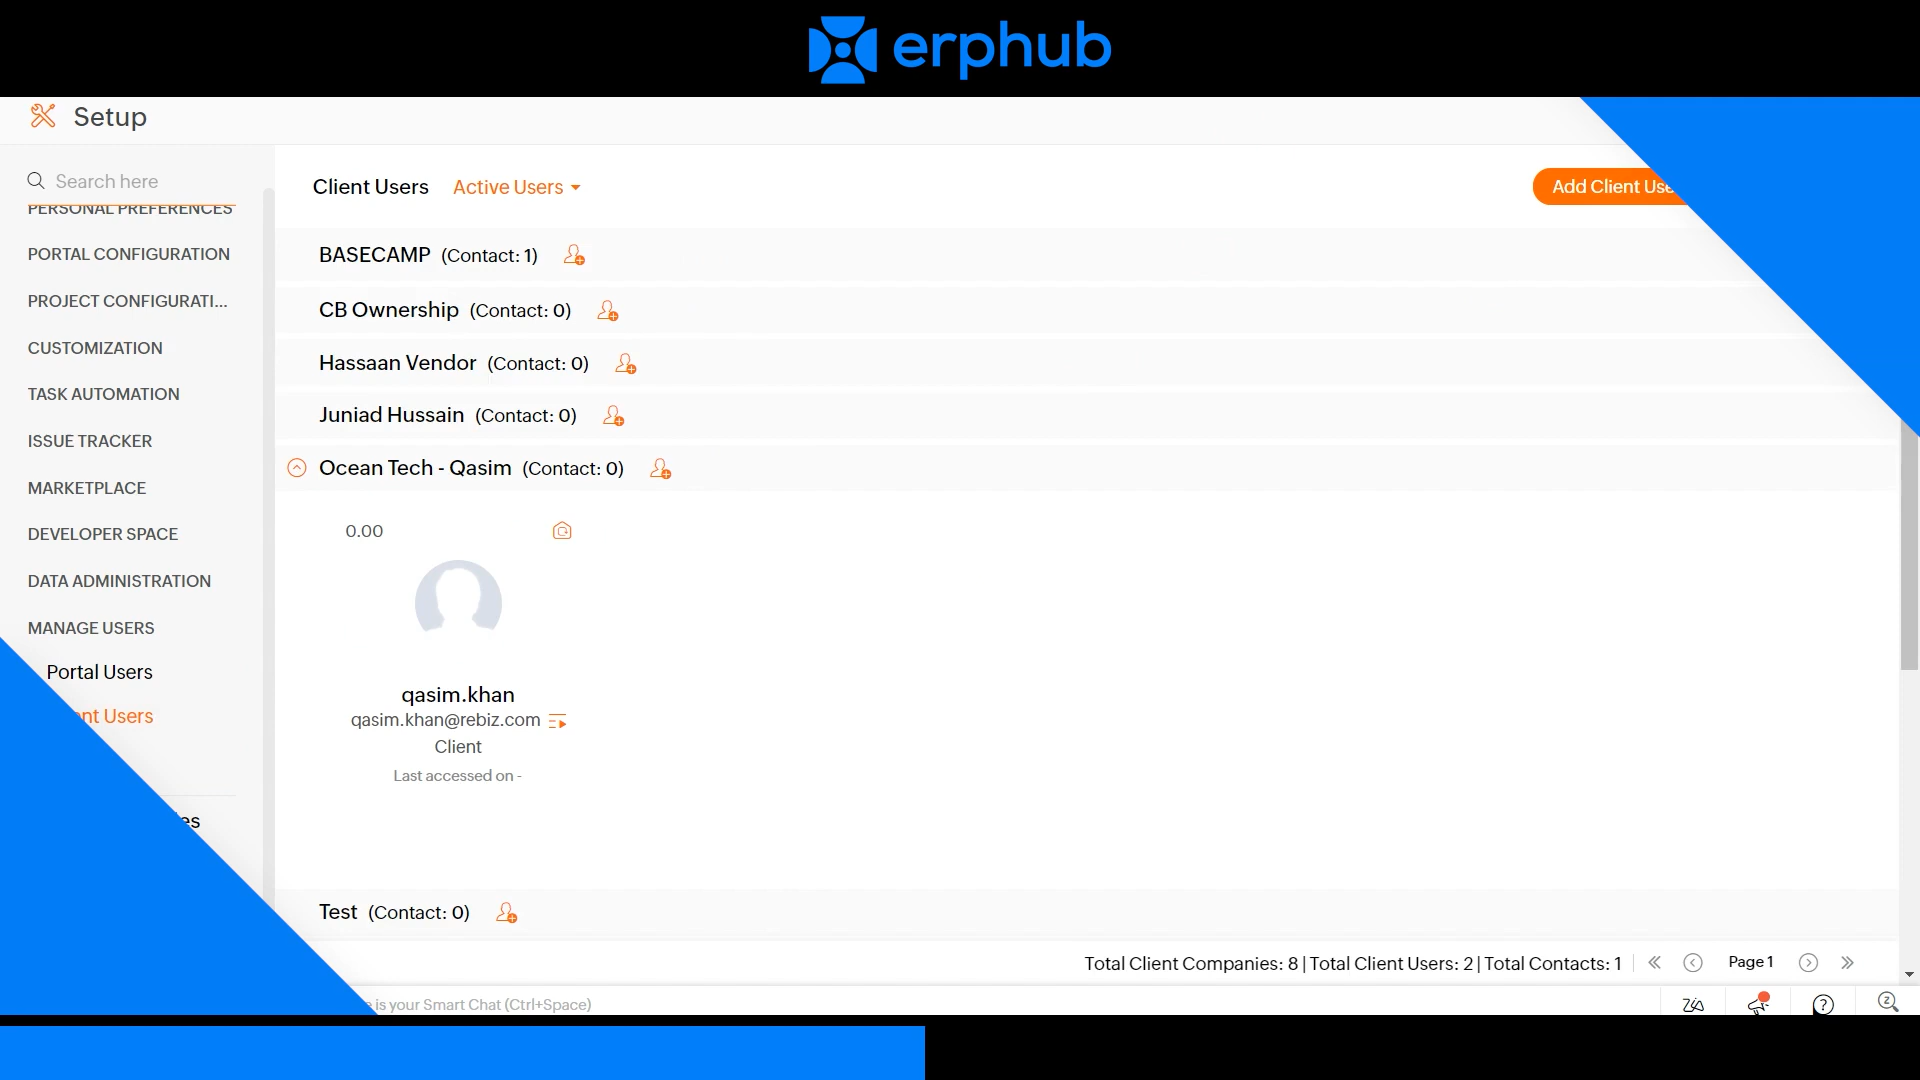 erphub
Setup
Search here
PERSONAL PREFERENCES
PORTAL CONFIGURATION
PROJECT CONFIGURATI...
CUSTOMIZATION
TASK AUTOMATION
ISSUE TRACKER
MARKETPLACE
DEVELOPER SPACE
DATA ADMINISTRATION
MANAGE USERS
Portal Users
nt Users
es
Client Users Active Users
Add Client Use
BASECAMP (Contact: 1)
CB Ownership (Contact: 0)
Hassaan Vendor (Contact: 0)
Juniad Hussain (Contact: 0)
Ocean Tech - Qasim (Contact: 0)
0.00
qasim.khan
qasim.khan@rebiz.com
Client
Last accessed on -
Test (Contact: 0)
Total Client Companies: 8 | Total Client Users: 2 | Total Contacts: 1
Page 1
e is your Smart Chat (Ctrl+Space)